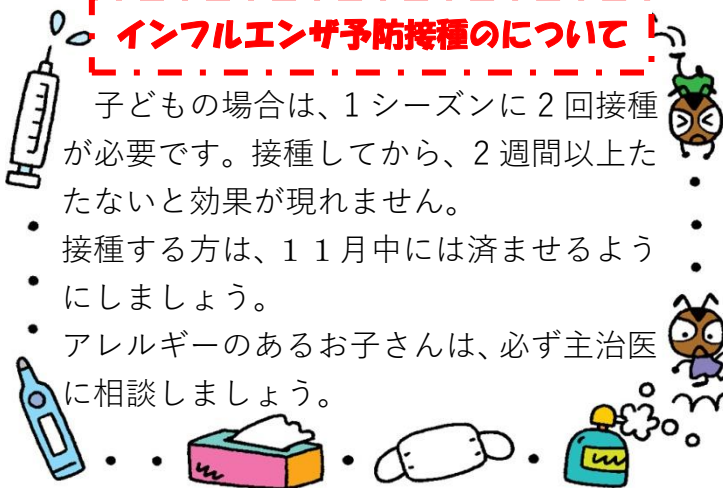 インフルエンザ予防接種のについて
子どもの場合は、1シーズンに2回接種
が必要です。接種してから、2週間以上た
たないと効果が現れません。
接種する方は、１１月中には済ませるよう
にしましょう。
アレルギーのあるお子さんは、必ず主治医
に相談しましょう。